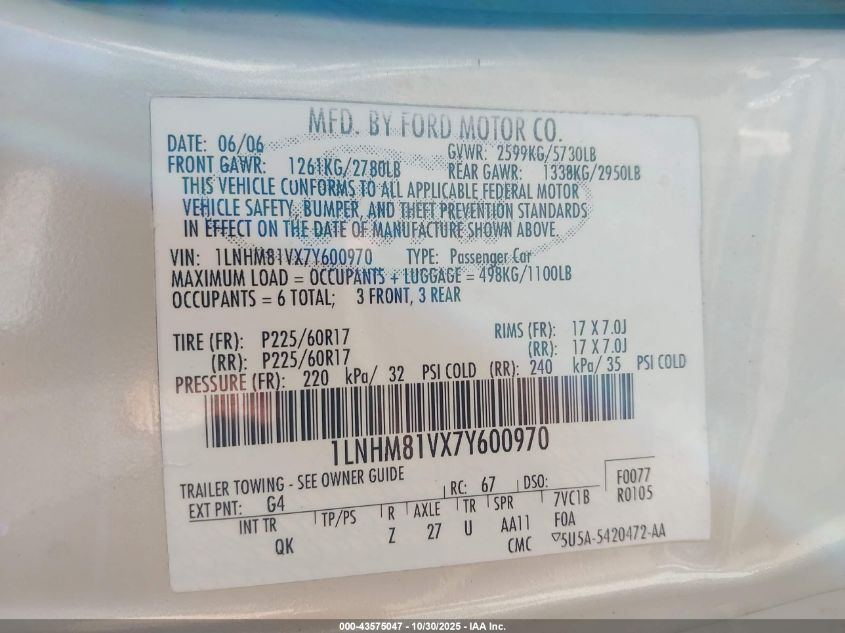 MFD. BY FORD MOTOR CO.
DATE: 06/06 GVWR: 2599KG/5730LB
FRONT GAWR: 1261KG/2780LB REAR GAWR: 1338KG/2950LB
THIS VEHICLE CONFORMS TO ALL APPLICABLE FEDERAL MOTOR
VEHICLE SAFETY, BUMPER, AND THEFT PREVENTION STANDARDS
IN EFFECT ON THE DATE OF MANUFACTURE SHOWN ABOVE.
VIN: 1LNHM81VX7Y600970 TYPE: Passenger Car
MAXIMUM LOAD = OCCUPANTS + LUGGAGE = 498KG/1100LB
OCCUPANTS = 6 TOTAL; 3 FRONT, 3 REAR
TIRE (FR): P225/60R17 RIMS (FR): 17 X 7.0J
(RR): P225/60R17 (RR): 17 X 7.0J
PRESSURE (FR): 220 kPa/ 32 PSI COLD (RR): 240 kPa/ 35 PSI COLD
1LNHM81VX7Y600970
TRAILER TOWING - SEE OWNER GUIDE
EXT PNT: G4 RC: 67 DSO: F0077
R0105
INT TR TP/PS R AXLE TR SPR 7VC1B
QK Z 27 U AA11 FOA
CMC ▽5U5A-5420472-AA
000-43575047 - 10/30/2025 - IAA Inc.